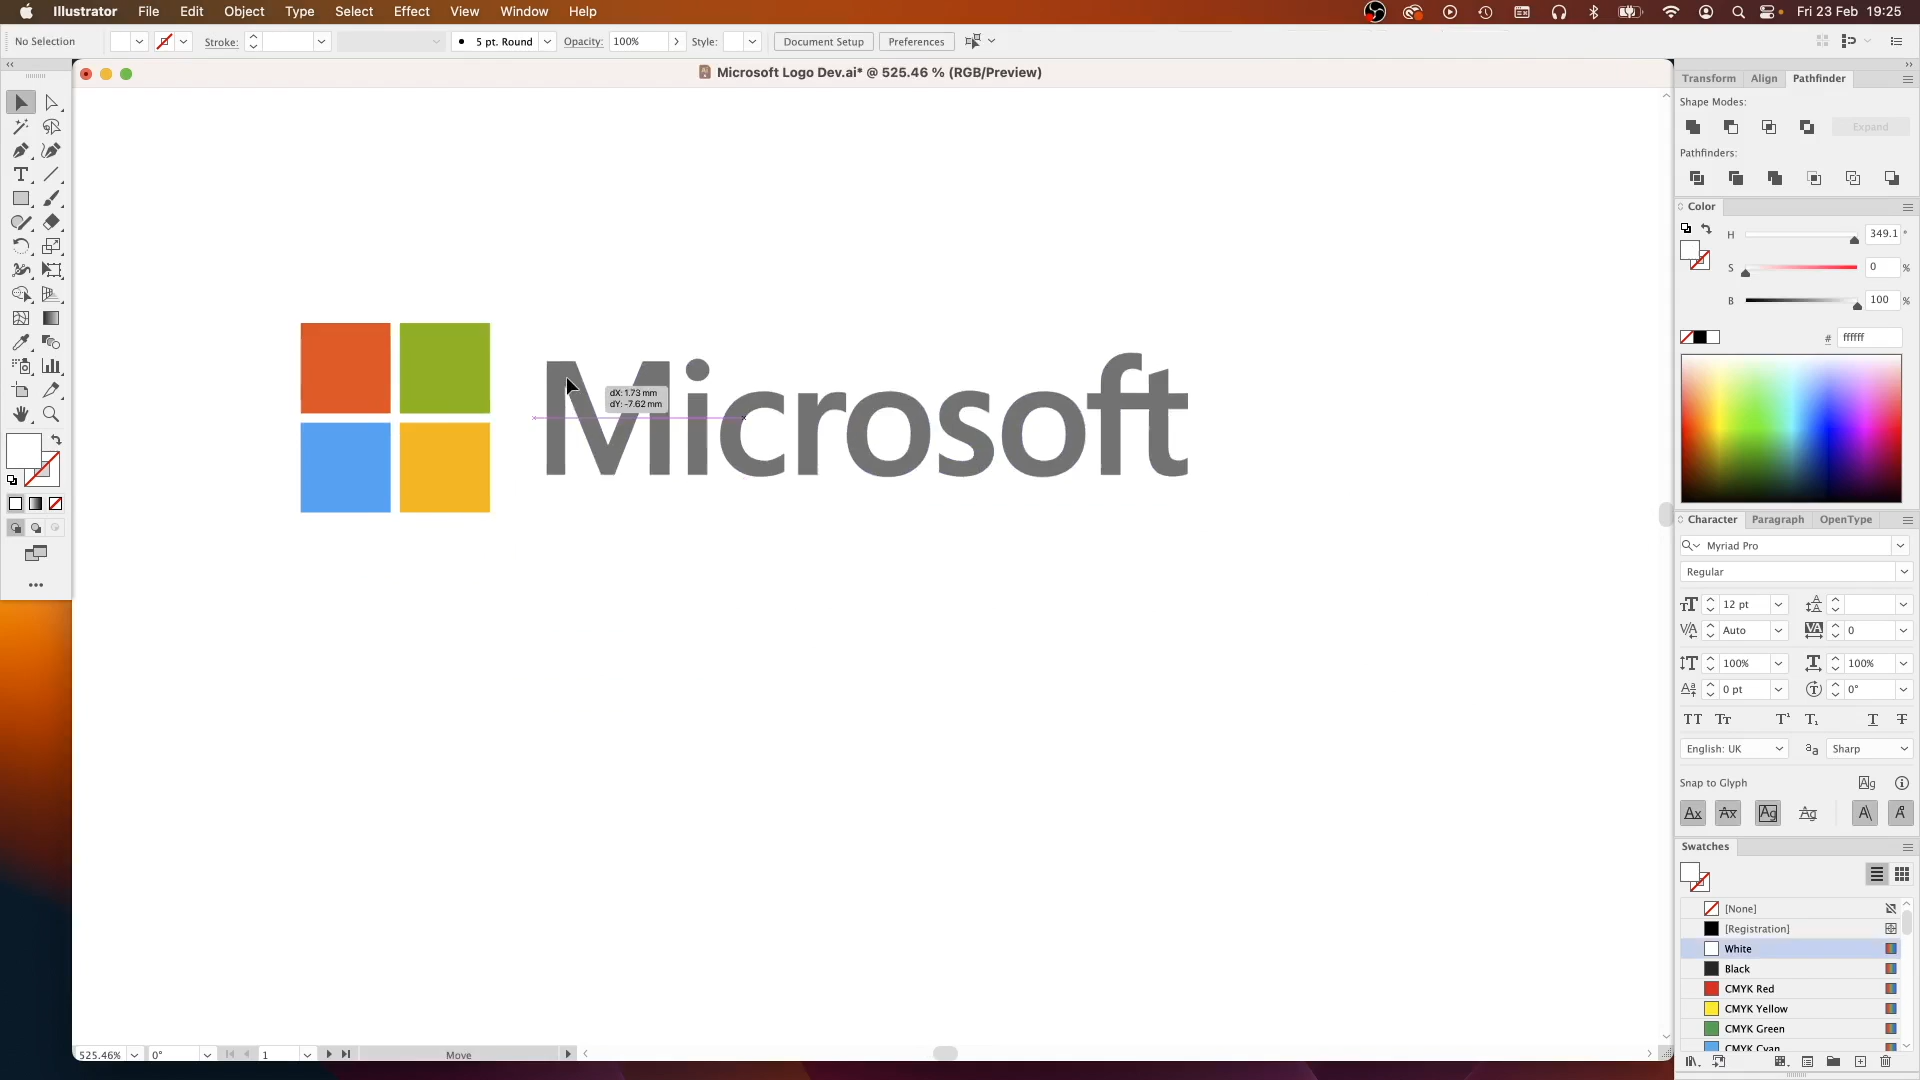 Illustrator File Edit Object Type Select Effect View Window Help Fri 23 Feb 19:25
No Selection Stroke: 5 pt. Round Opacity: 100% Style: Document Setup Preferences
Microsoft Logo Dev.ai* @ 525.46 % (RGB/Preview)
Transform Align Pathfinder
Shape Modes:
Expand
Pathfinders:
Color
H 349.1 °
S 0 %
B 100 %
# ffffff
Microsoft
dX: 1.73 mm
dY: -7.62 mm
Character Paragraph OpenType
Myriad Pro
Regular
12 pt
Auto 0
100% 100%
0 pt 0°
English: UK Sharp
Snap to Glyph
Swatches
[None]
[Registration]
White
Black
CMYK Red
CMYK Yellow
CMYK Green
CMYK Cyan
525.46% 0° 1 Move